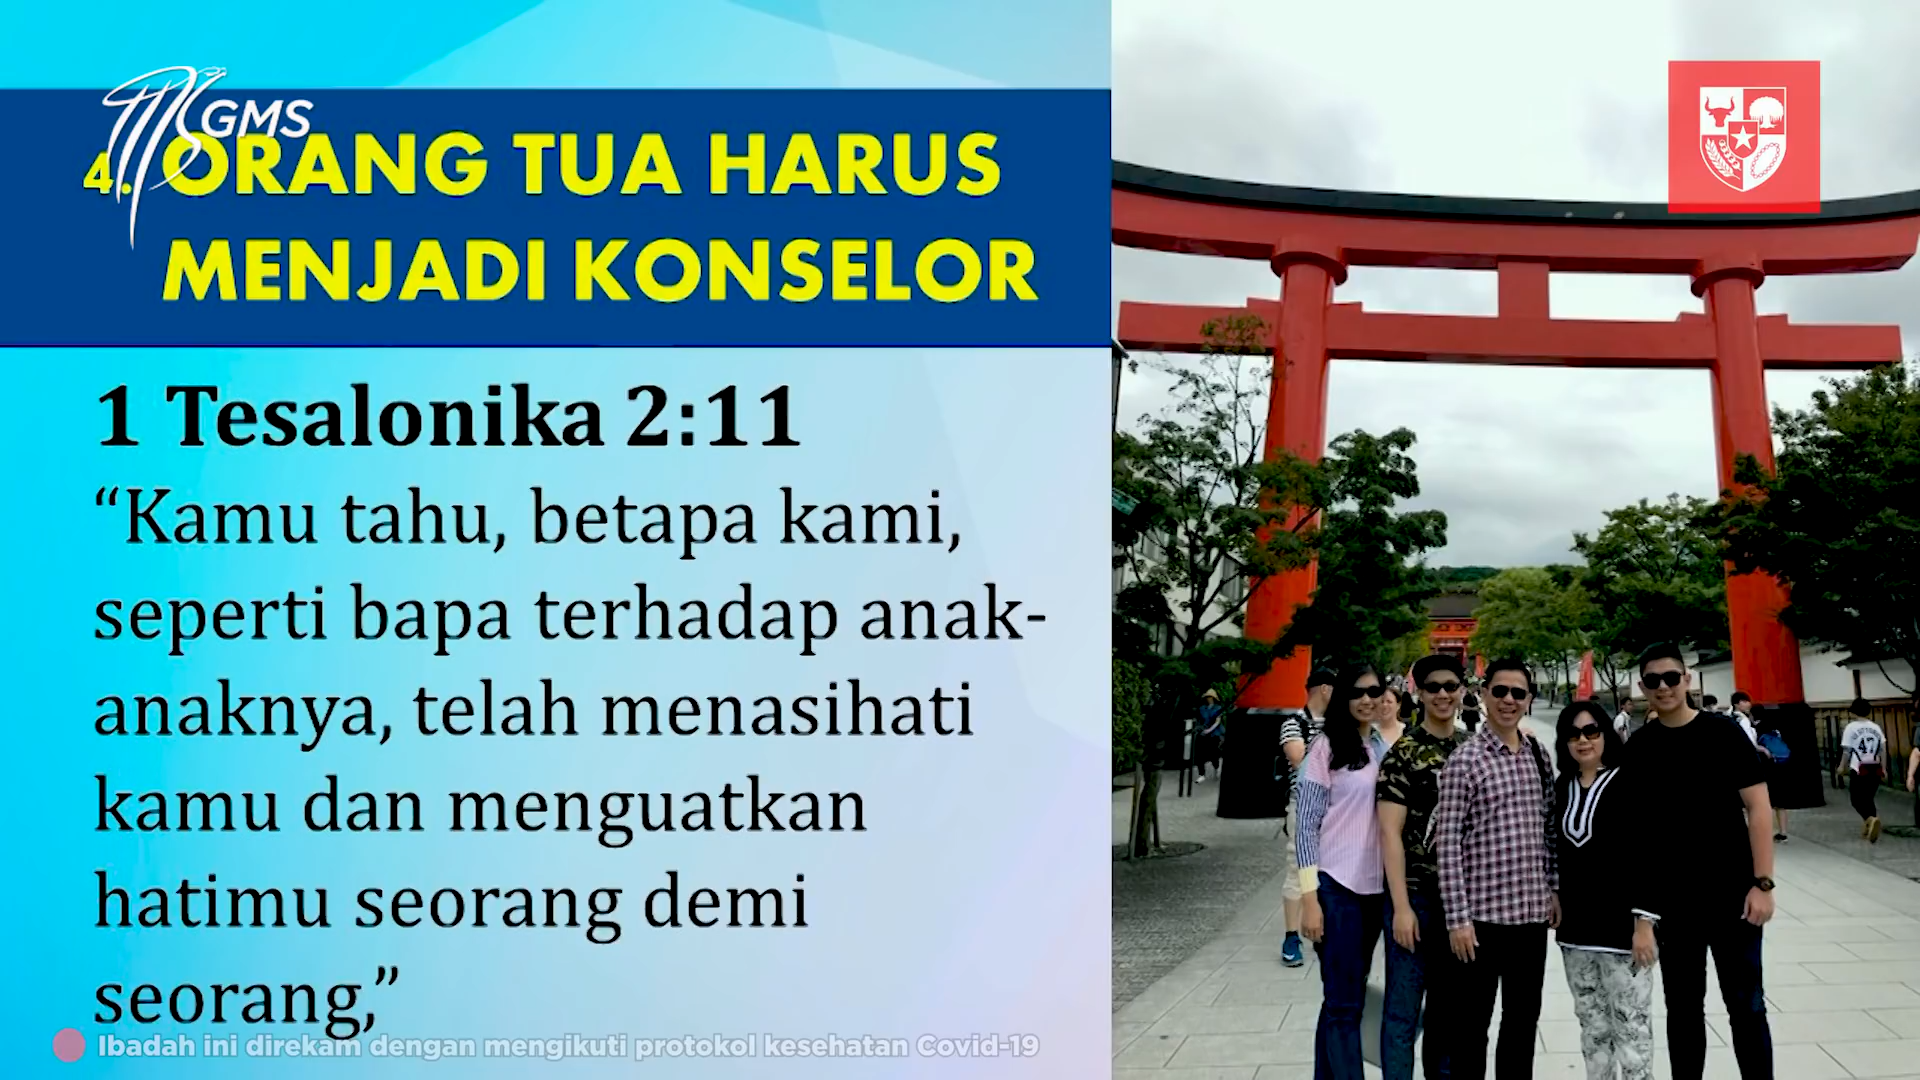 GMS
4. ORANG TUA HARUS
MENJADI KONSELOR
1 Tesalonika 2:11
“Kamu tahu, betapa kami,
seperti bapa terhadap anak-
anaknya, telah menasihati
kamu dan menguatkan
hatimu seorang demi
seorang,”
Ibadah ini direkam dengan mengikuti protokol kesehatan Covid-19
47